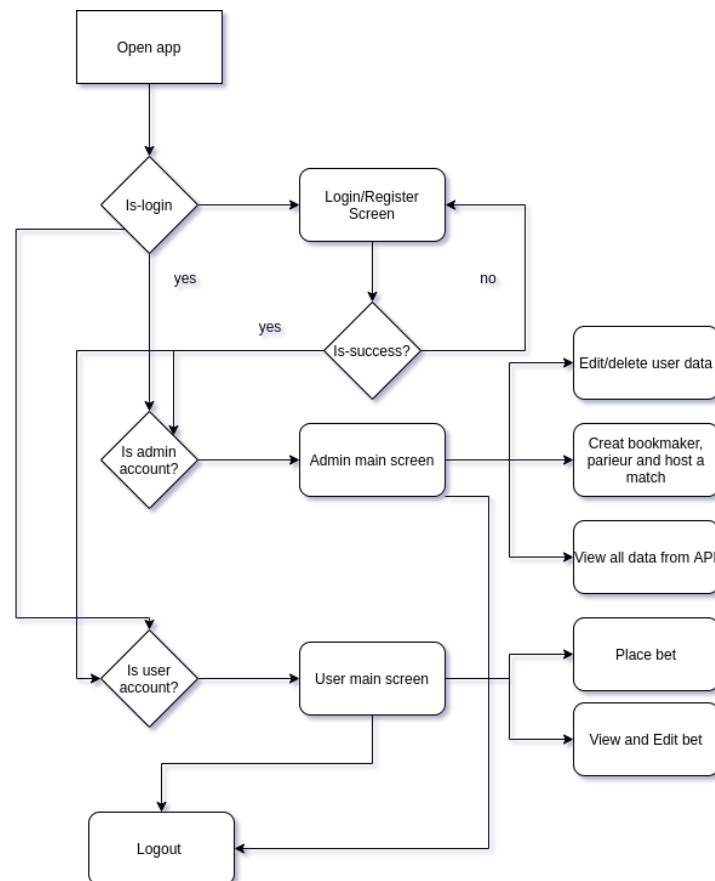 Open app
Is-login
Login/Register
Screen
yes
no
yes
Is-success?
Edit/delete user data
Is admin
account?
Admin main screen
Creat bookmaker,
parieur and host a
match
View all data from API
Is user
account?
User main screen
Place bet
View and Edit bet
Logout